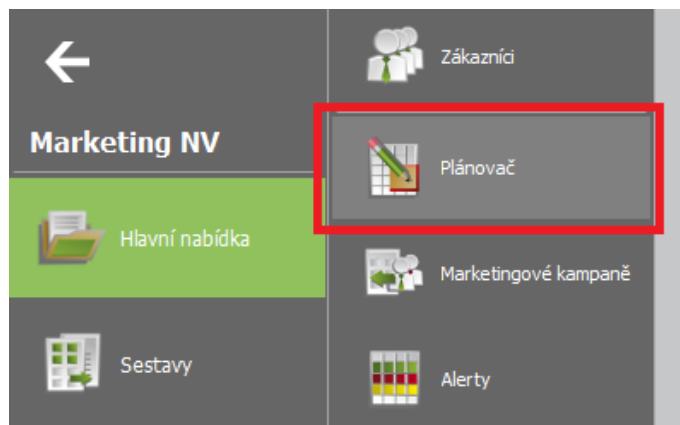 Marketing NV
Hlavní nabídka
Sestavy
Zákazníci
Plánovač
Marketingové kampaně
Alerty